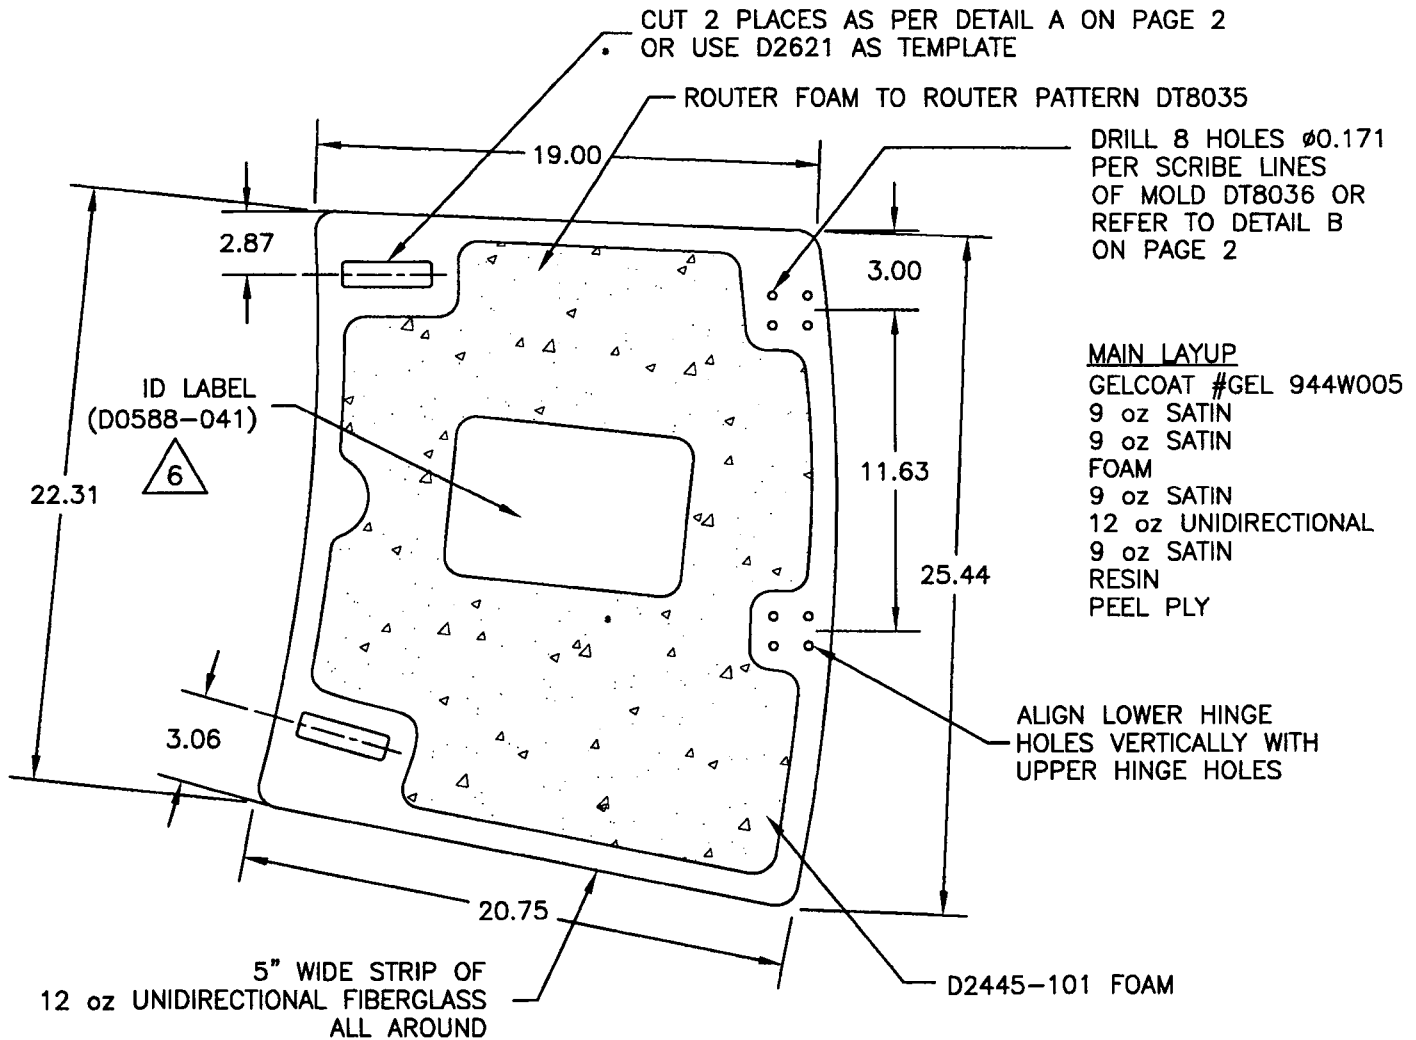 CUT 2 PLACES AS PER DETAIL A ON PAGE 2
OR USE D2621 AS TEMPLATE
ROUTER FOAM TO ROUTER PATTERN DT8035
DRILL 8 HOLES ø0.171
PER SCRIBE LINES
OF MOLD DT8036 OR
REFER TO DETAIL B
ON PAGE 2
19.00
2.87
3.00
MAIN LAYUP
GELCOAT #GEL 944W005
9 oz SATIN
9 oz SATIN
FOAM
9 oz SATIN
12 oz UNIDIRECTIONAL
9 oz SATIN
RESIN
PEEL PLY
ID LABEL
(D0588-041)
6
22.31
11.63
25.44
3.06
ALIGN LOWER HINGE
HOLES VERTICALLY WITH
UPPER HINGE HOLES
20.75
5" WIDE STRIP OF
12 oz UNIDIRECTIONAL FIBERGLASS
ALL AROUND
D2445-101 FOAM